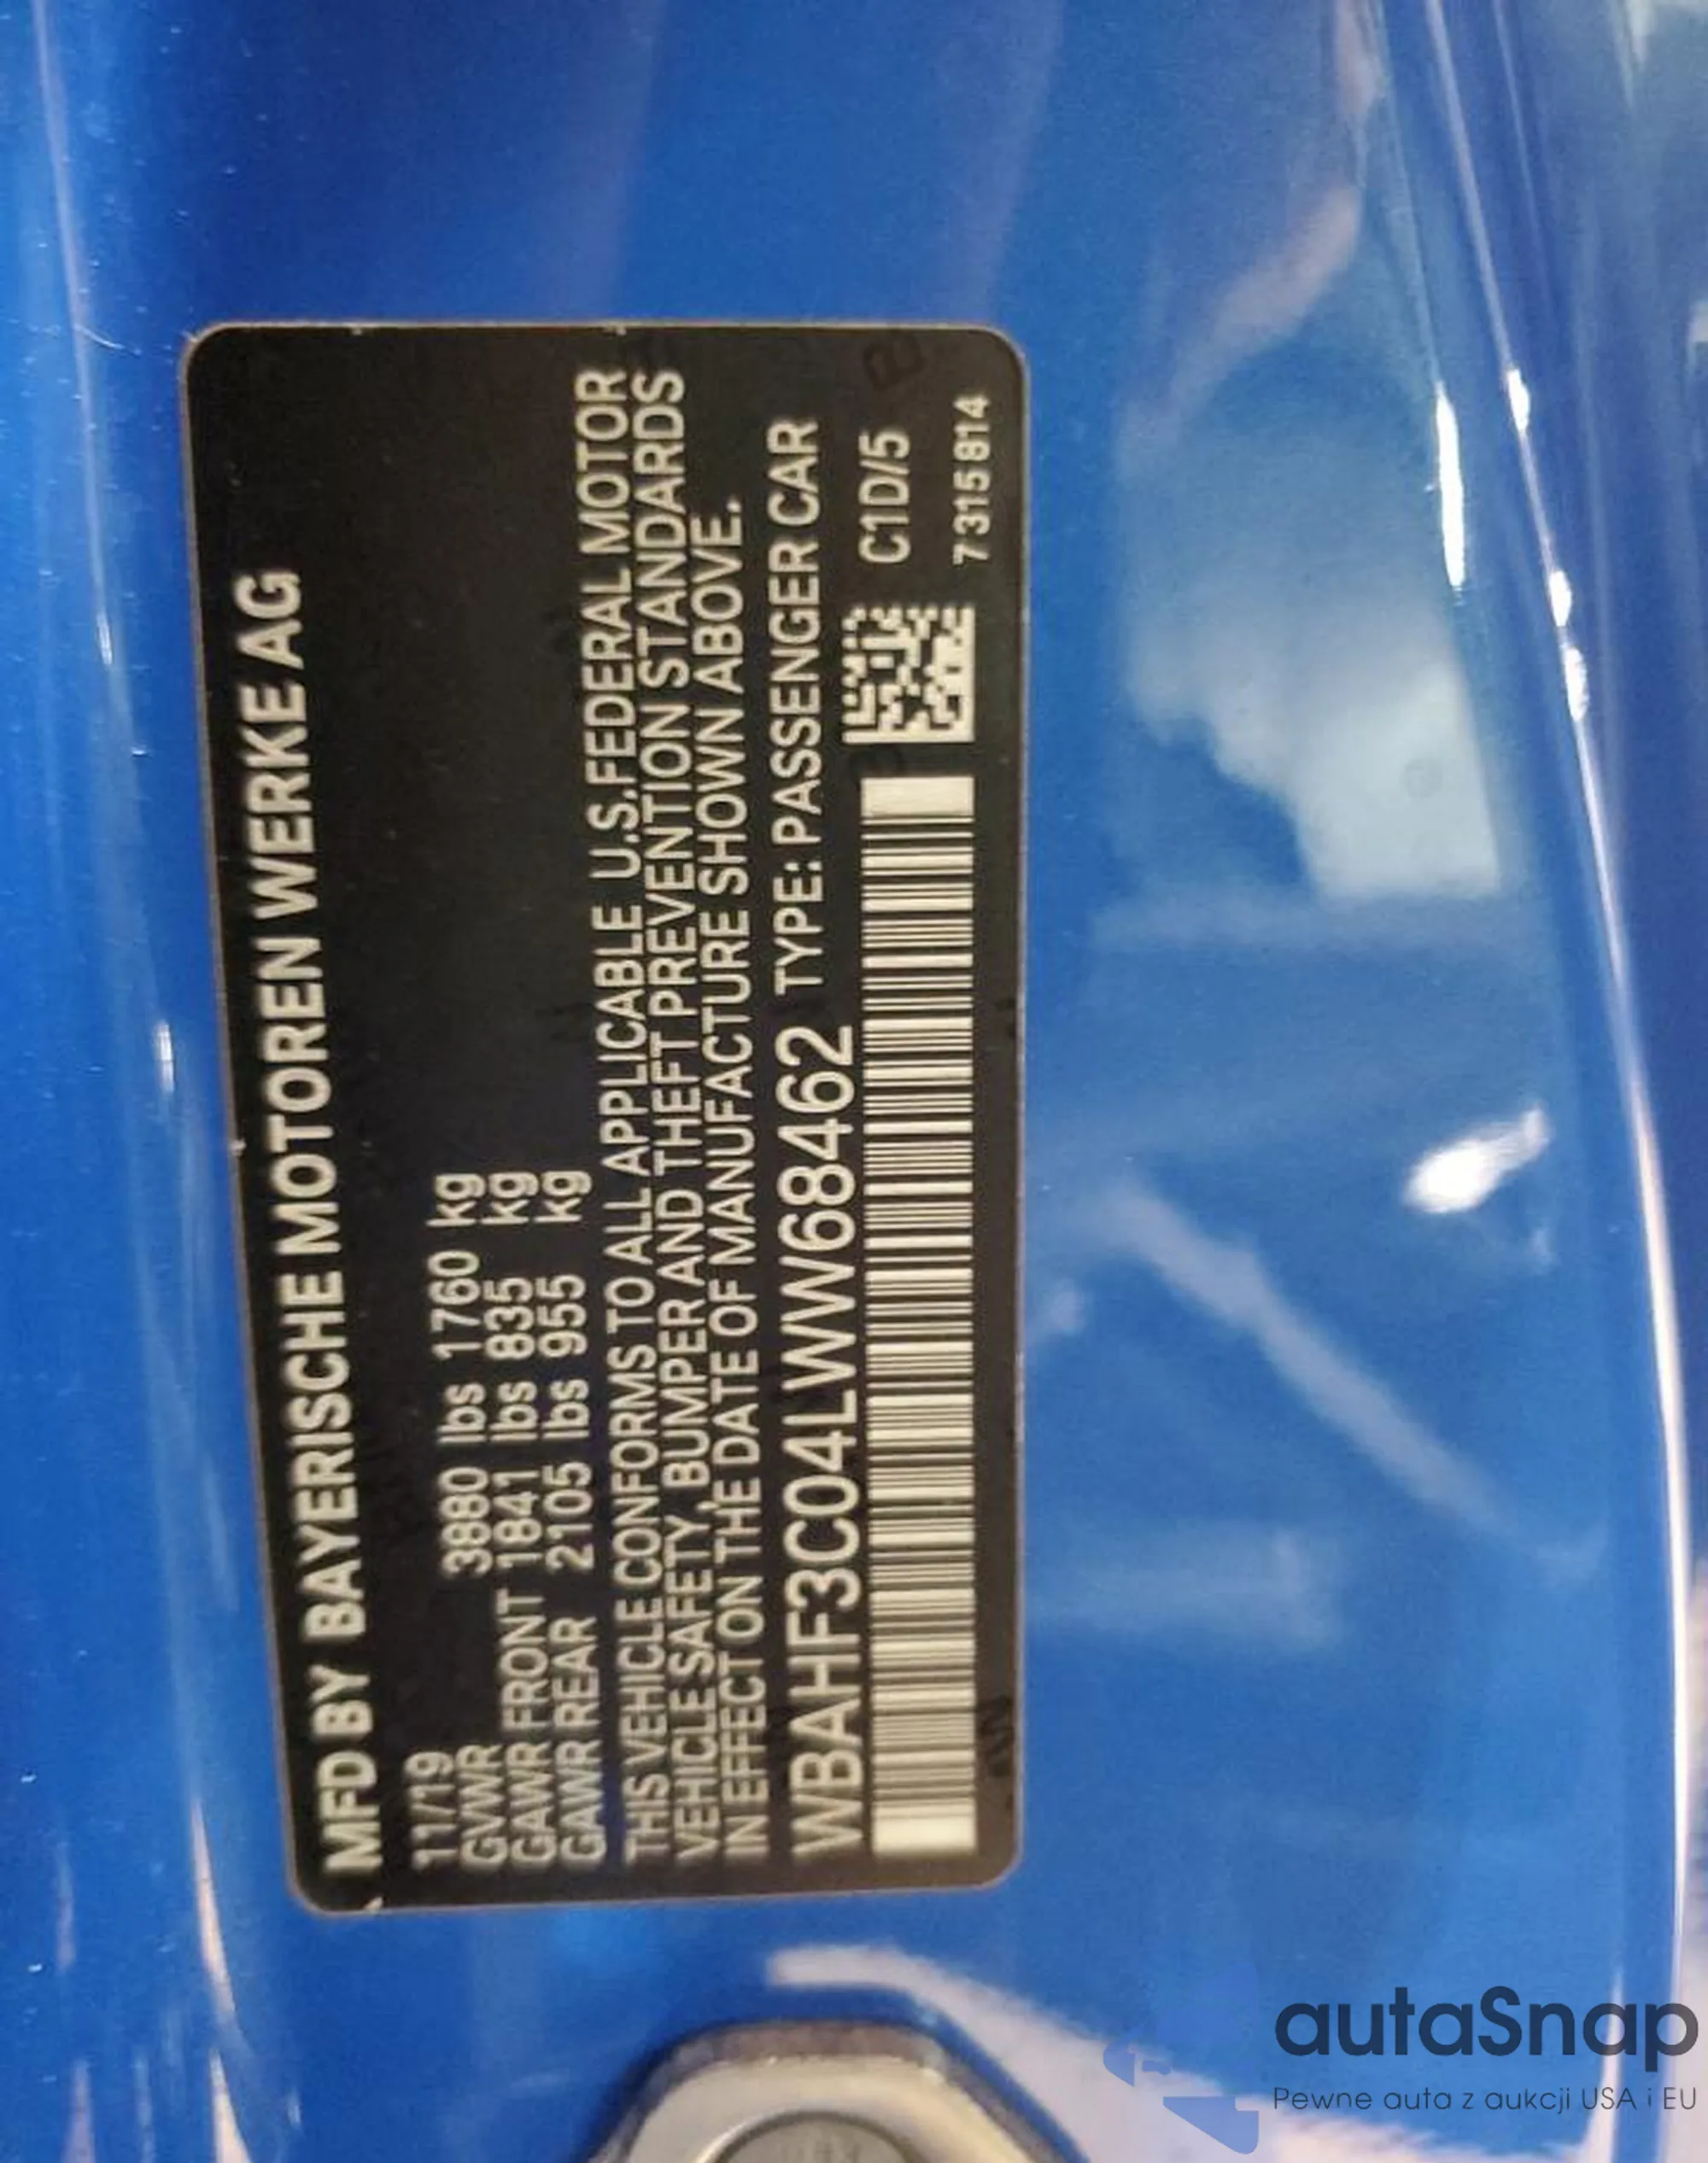 MFD BY BAYERISCHE MOTOREN WERKE AG
11/19
GVWR 3880 lbs 1760 kg
GAWR FRONT 1841 lbs 835 kg
GAWR REAR 2105 lbs 955 kg
THIS VEHICLE CONFORMS TO ALL APPLICABLE U.S.FEDERAL MOTOR
VEHICLE SAFETY, BUMPER AND THEFT PREVENTION STANDARDS
IN EFFECT ON THE DATE OF MANUFACTURE SHOWN ABOVE.
WBAHF3C04LWW68462 TYPE: PASSENGER CAR
C1D/5
7315814
autaSnap
Pewne auta z aukcji USA i EU